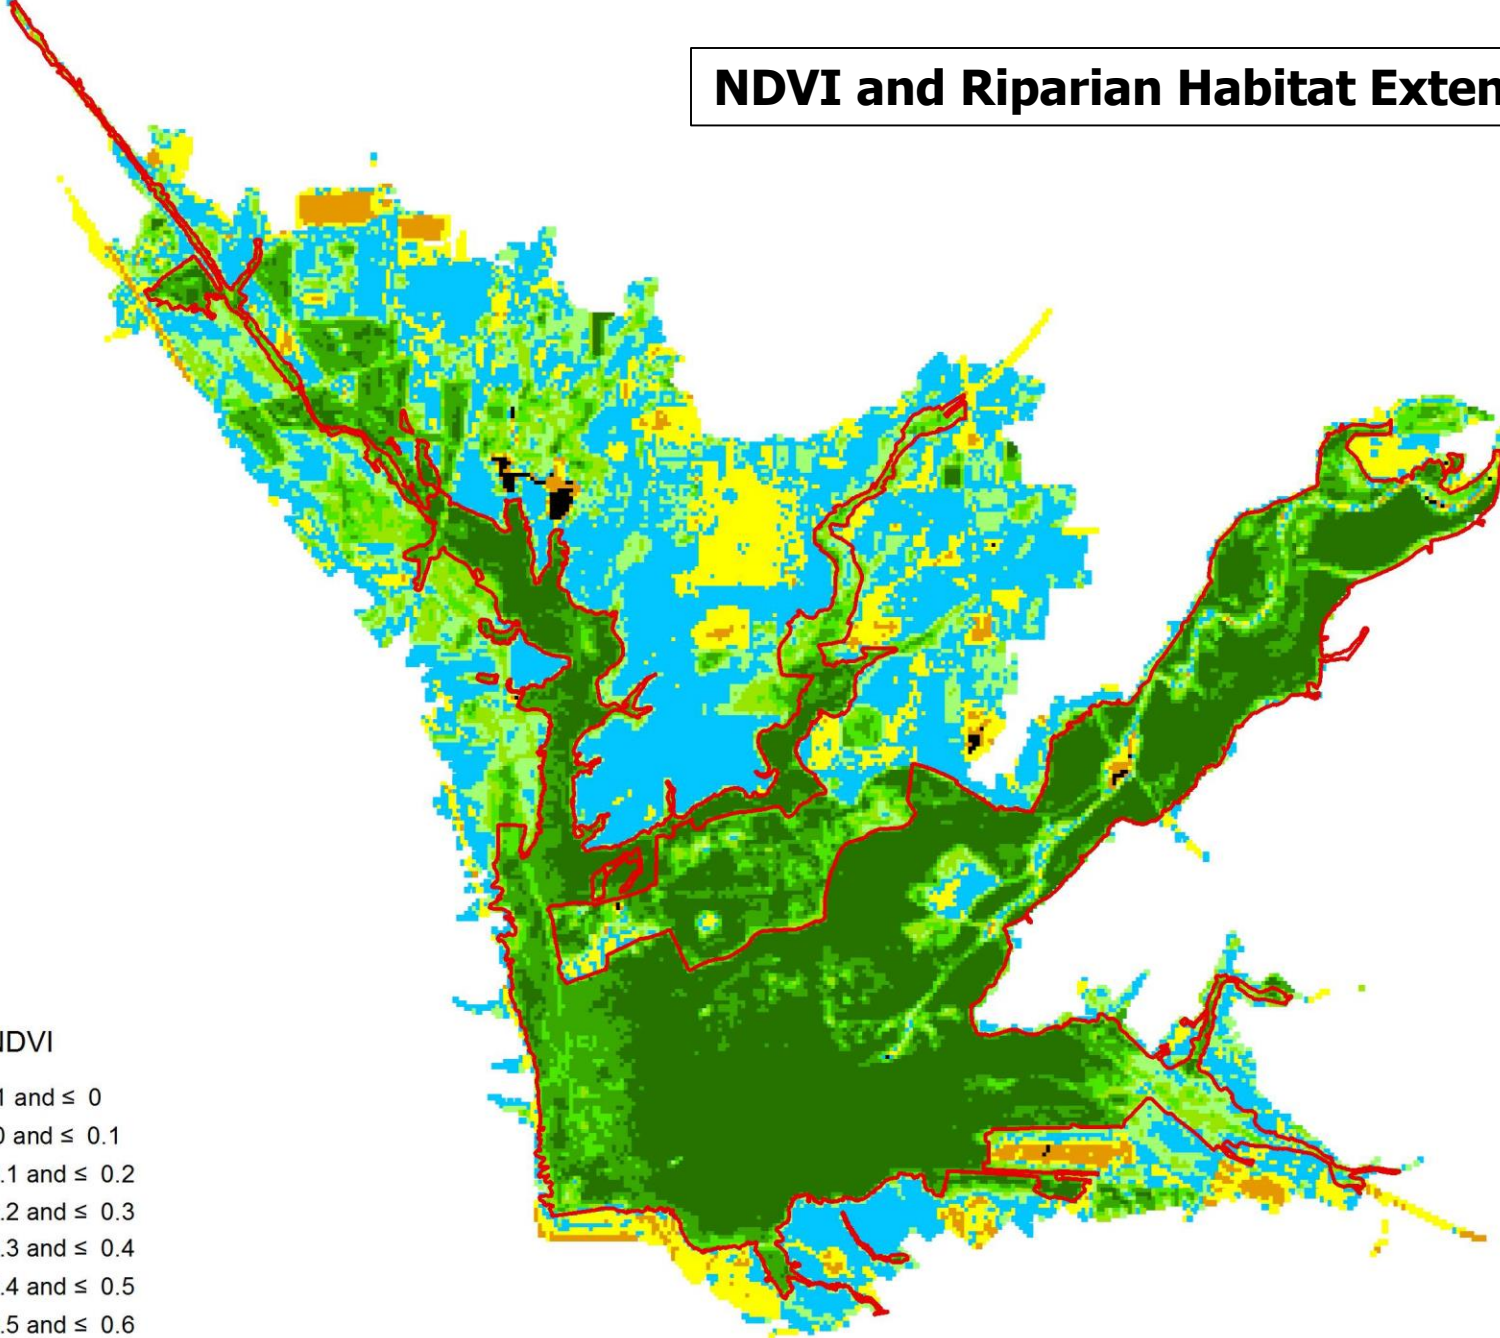 NDVI and Riparian Habitat Exten
NDVI
1 and ≤ 0
0 and ≤ 0.1
.1 and ≤ 0.2
.2 and ≤ 0.3
.3 and ≤ 0.4
.4 and ≤ 0.5
.5 and ≤ 0.6